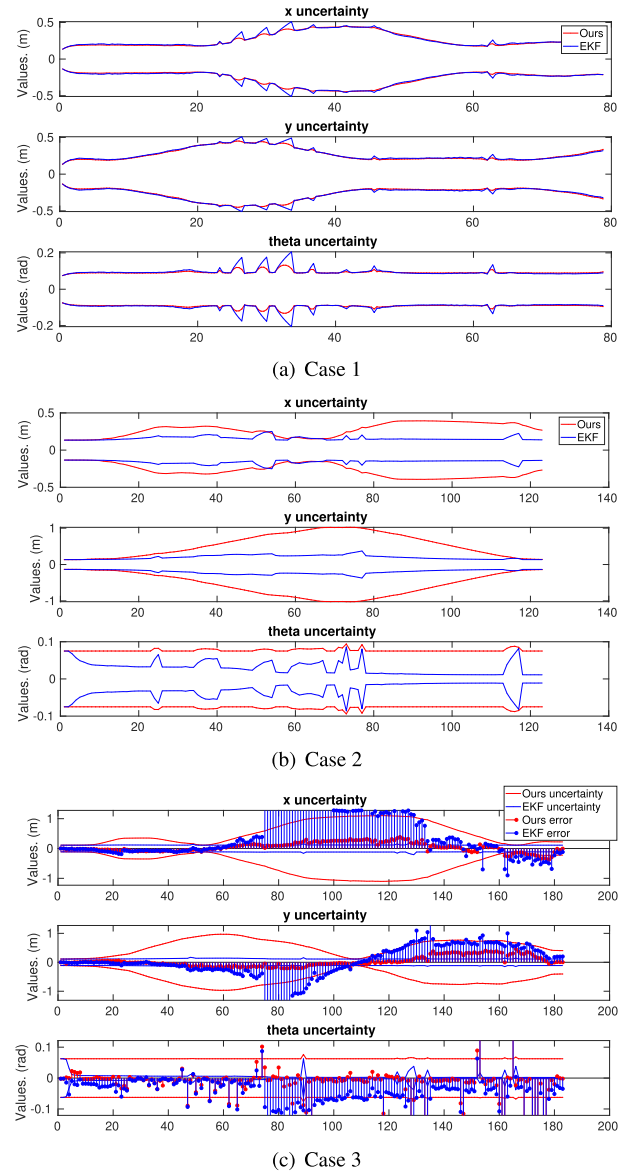 x uncertainty
0.5
0
-0.5
Values. (m)
Ours
EKF
0 20 40 60 80
y uncertainty
0.5
0
-0.5
Values. (m)
0 20 40 60 80
theta uncertainty
0.2
0
-0.2
Values. (rad)
0 20 40 60 80
(a) Case 1
x uncertainty
0.5
0
-0.5
Values. (m)
Ours
EKF
0 20 40 60 80 100 120 140
y uncertainty
1
0
-1
Values. (m)
0 20 40 60 80 100 120 140
theta uncertainty
0.1
0
-0.1
Values. (rad)
0 20 40 60 80 100 120 140
(b) Case 2
x uncertainty
Ours uncertainty
EKF uncertainty
Ours error
EKF error
1
0
-1
Values. (m)
0 20 40 60 80 100 120 140 160 180 200
y uncertainty
1
0
-1
Values. (m)
0 20 40 60 80 100 120 140 160 180 200
theta uncertainty
0.1
0
-0.1
Values. (rad)
0 20 40 60 80 100 120 140 160 180 200
(c) Case 3